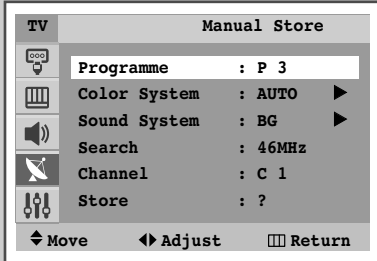 TV Manual Store
Programme : P 3
Color System : AUTO ▶
Sound System : BG ▶
Search : 46MHz
Channel : C 1
Store : ?
Move Adjust Return